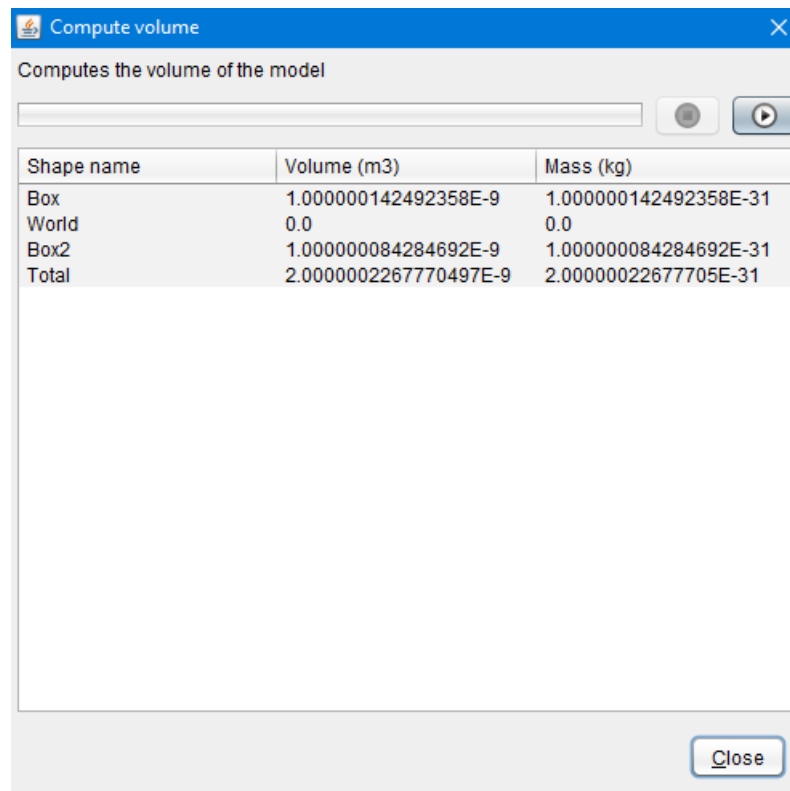 Compute volume
Computes the volume of the model
Shape name Volume (m3) Mass (kg)
Box 1.000000142492358E-9 1.000000142492358E-31
World 0.0 0.0
Box2 1.000000084284692E-9 1.000000084284692E-31
Total 2.0000002267770497E-9 2.00000022677705E-31
Close